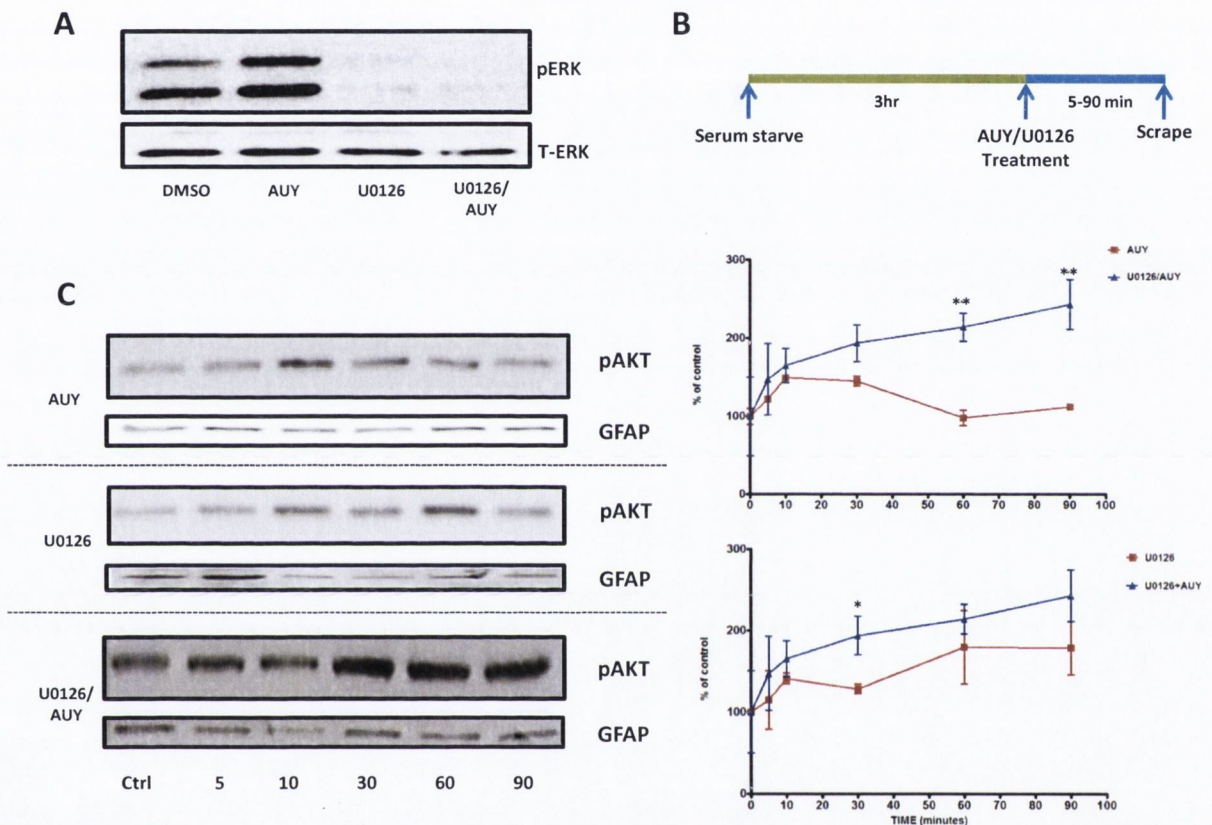 A
pERK
T-ERK
DMSO AUY U0126 U0126/
AUY
B
3hr 5-90 min
Serum starve AUY/U0126 Scrape
Treatment
C
AUY
pAKT
GFAP
U0126
pAKT
GFAP
U0126/
AUY
pAKT
GFAP
Ctrl 5 10 30 60 90
AUY
U0126/AUY
% of control
300
200
100
0
** **
0 10 20 30 40 50 60 70 80 90 100
U0126
U0126+AUY
% of control
300
200
100
0
*
0 10 20 30 40 50 60 70 80 90 100
TIME (minutes)